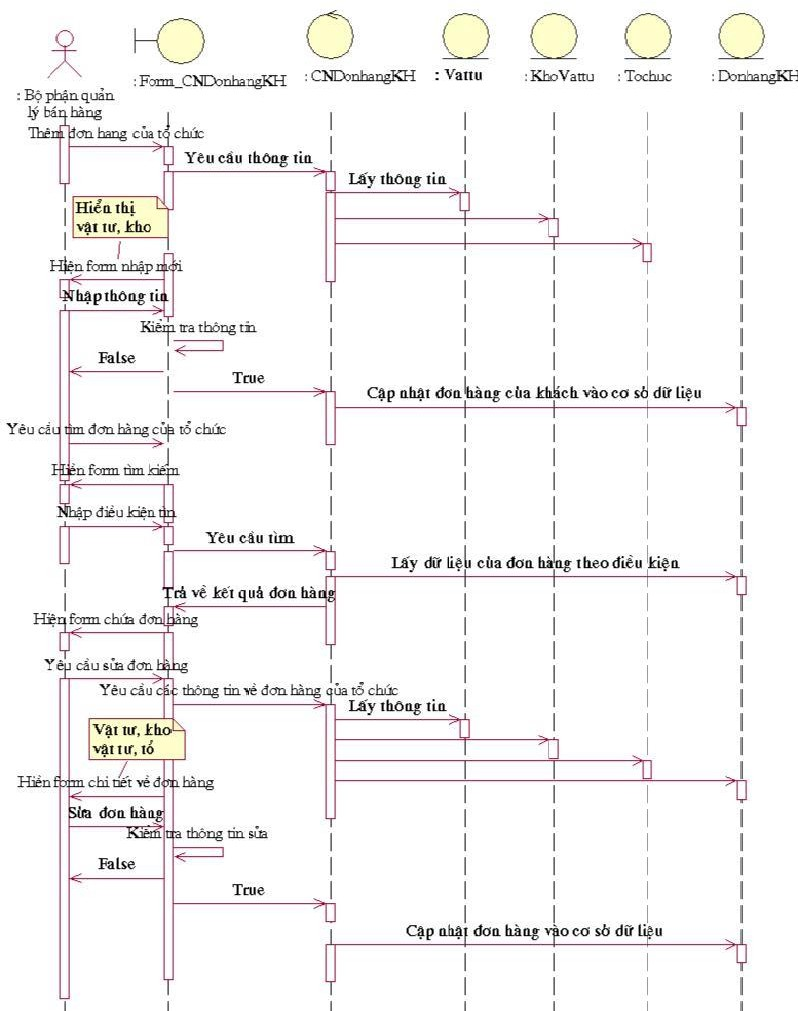 : Bộ phận quản
lý bán hàng
: Form_CNDonhangKH
: CNDonhangKH
: Vattu
: KhoVattu
: Tochuc
: DonhangKH
Thêm đơn hang của tổ chức
Yêu cầu thông tin
Lấy thông tin
Hiển thị
vật tư, kho
Hiện form nhập mới
Nhập thông tin
Kiểm tra thông tin
False
True
Cập nhật đơn hàng của khách vào cơ sở dữ liệu
Yêu cầu tìm đơn hàng của tổ chức
Hiển form tìm kiếm
Nhập điều kiện tìm
Yêu cầu tìm
Lấy dữ liệu của đơn hàng theo điều kiện
Trả về kết quả đơn hàng
Hiện form chứa đơn hàng
Yêu cầu sửa đơn hàng
Yêu cầu các thông tin về đơn hàng của tổ chức
Lấy thông tin
Vật tư, kho
vật tư, tổ
Hiển form chi tiết về đơn hàng
Sửa đơn hàng
Kiểm tra thông tin sửa
False
True
Cập nhật đơn hàng vào cơ sở dữ liệu